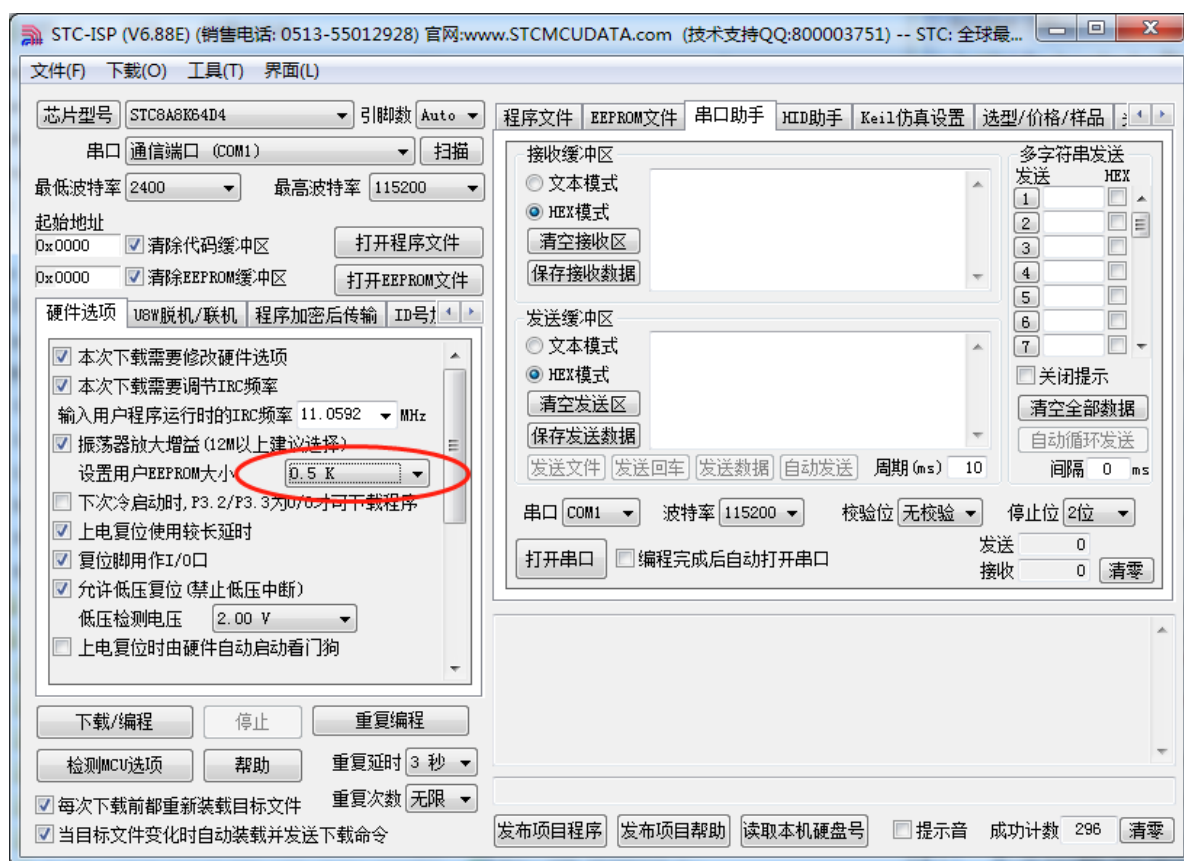 STC-ISP (V6.88E) (销售电话: 0513-55012928) 官网:www.STCMCUDATA.com (技术支持QQ:800003751) -- STC: 全球最...
文件(F) 下载(O) 工具(T) 界面(L)
芯片型号 STC8A8K64D4 引脚数 Auto
串口 通信端口 (COM1) 扫描
最低波特率 2400 最高波特率 115200
起始地址
0x0000 清除代码缓冲区 打开程序文件
0x0000 清除EEPROM缓冲区 打开EEPROM文件
硬件选项 U8W脱机/联机 程序加密后传输 ID号
本次下载需要修改硬件选项
本次下载需要调节IRC频率
输入用户程序运行时的IRC频率 11.0592 MHz
振荡器放大增益(12M以上建议选择)
设置用户EEPROM大小 0.5 K
下次冷启动时,P3.2/P3.3为0/0才可下载程序
上电复位使用较长延时
复位脚用作I/O口
允许低压复位(禁止低压中断)
低压检测电压 2.00 V
上电复位时由硬件自动启动看门狗
下载/编程 停止 重复编程
检测MCU选项 帮助 重复延时 3 秒
每次下载前都重新装载目标文件 重复次数 无限
当目标文件变化时自动装载并发送下载命令
程序文件 EEPROM文件 串口助手 HID助手 Keil仿真设置 选型/价格/样品
接收缓冲区
文本模式
HEX模式
清空接收区
保存接收数据
发送缓冲区
文本模式
HEX模式
清空发送区
保存发送数据
发送文件 发送回车 发送数据 自动发送 周期(ms) 10
多字符串发送
发送 HEX
1
2
3
4
5
6
7
关闭提示
清空全部数据
自动循环发送
间隔 0 ms
串口 COM1 波特率 115200 校验位 无校验 停止位 2位
打开串口 编程完成后自动打开串口
发送 0
接收 0 清零
发布项目程序 发布项目帮助 读取本机硬盘号 提示音 成功计数 296 清零